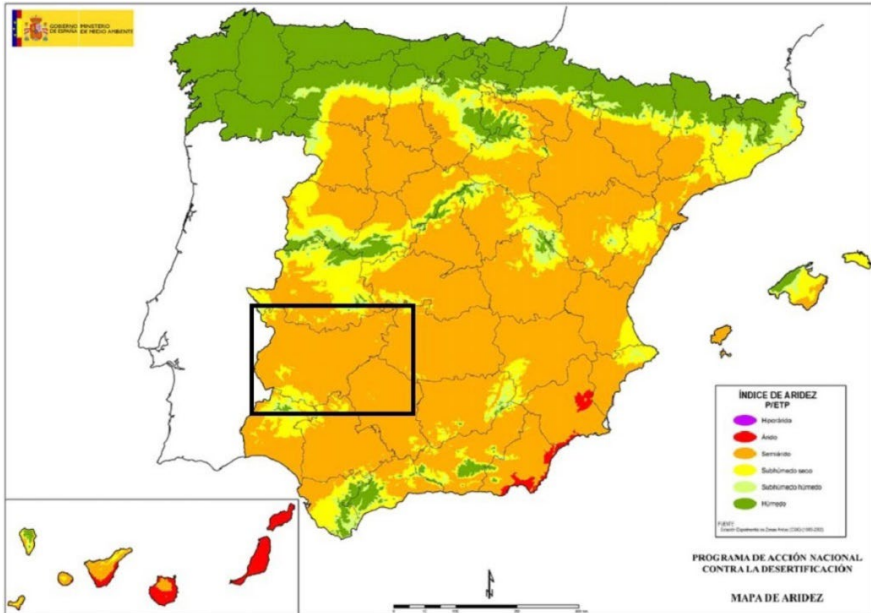 GOBIERNO MINISTERIO
DE ESPAÑA DE MEDIO AMBIENTE
ÍNDICE DE ARIDEZ
P/ETP
Hiperárido
Árido
Semiárido
Subhúmedo seco
Subhúmedo húmedo
Húmedo
FUENTE:
PROGRAMA DE ACCIÓN NACIONAL
CONTRA LA DESERTIFICACIÓN
MAPA DE ARIDEZ